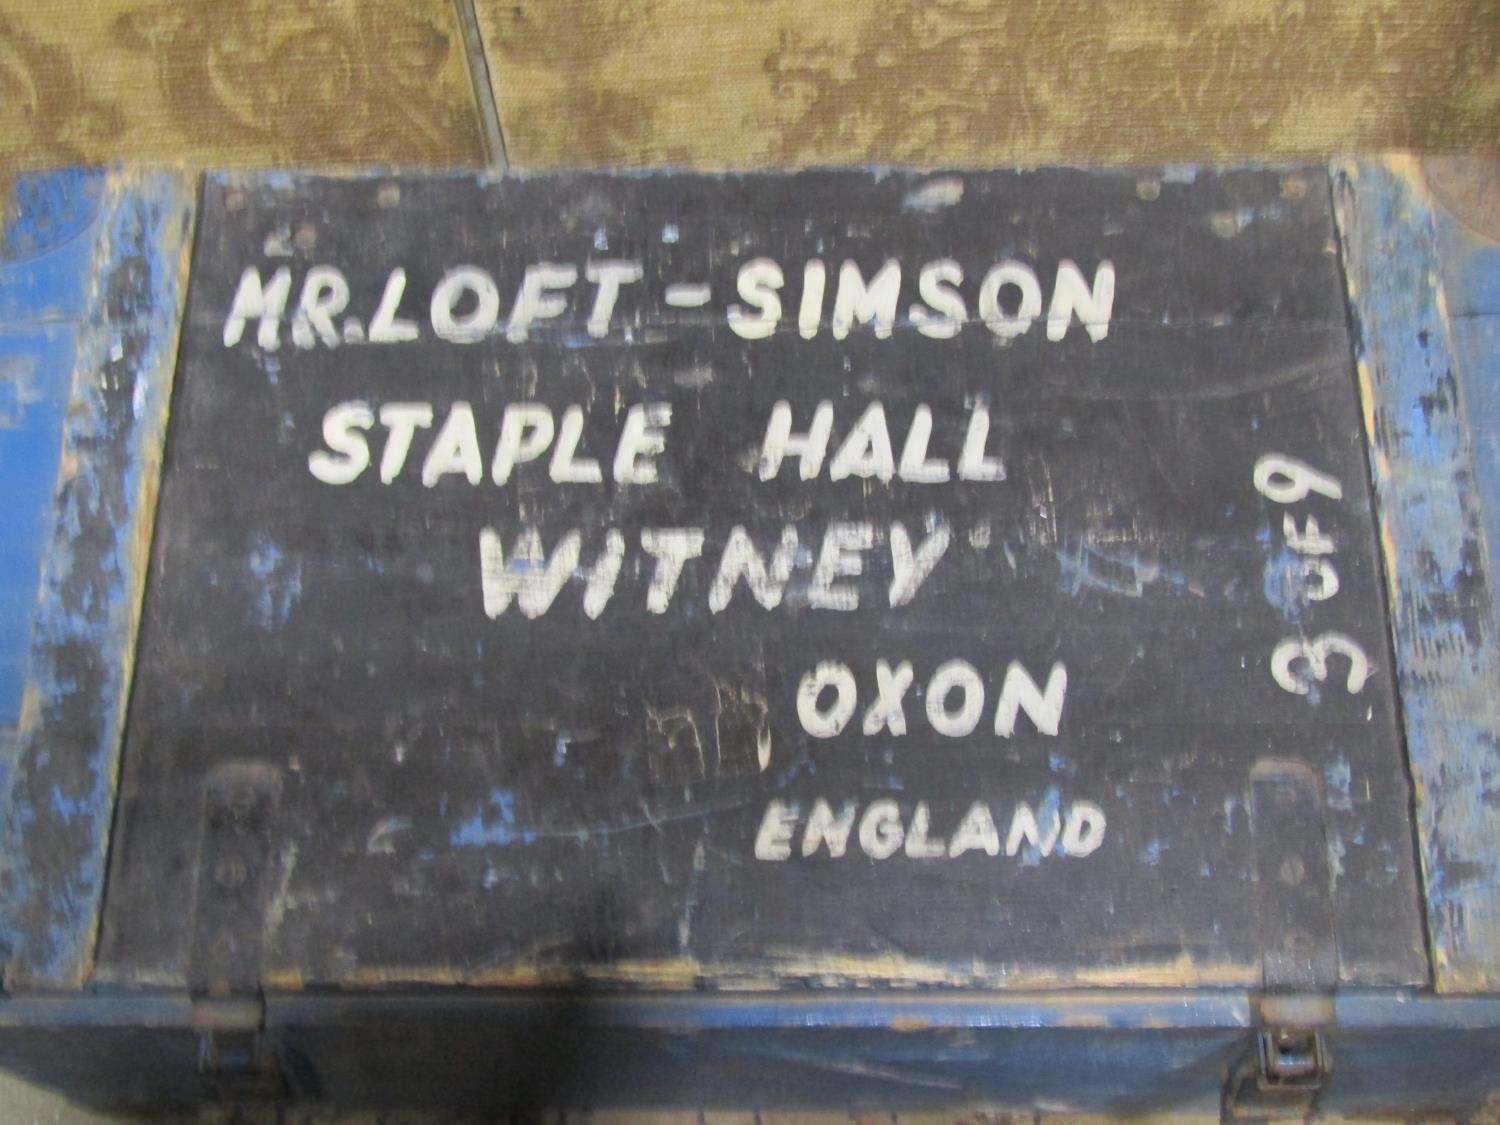 MR. LOFT - SIMSON
STAPLE HALL
WITNEY
OXON
ENGLAND
3 OF 9